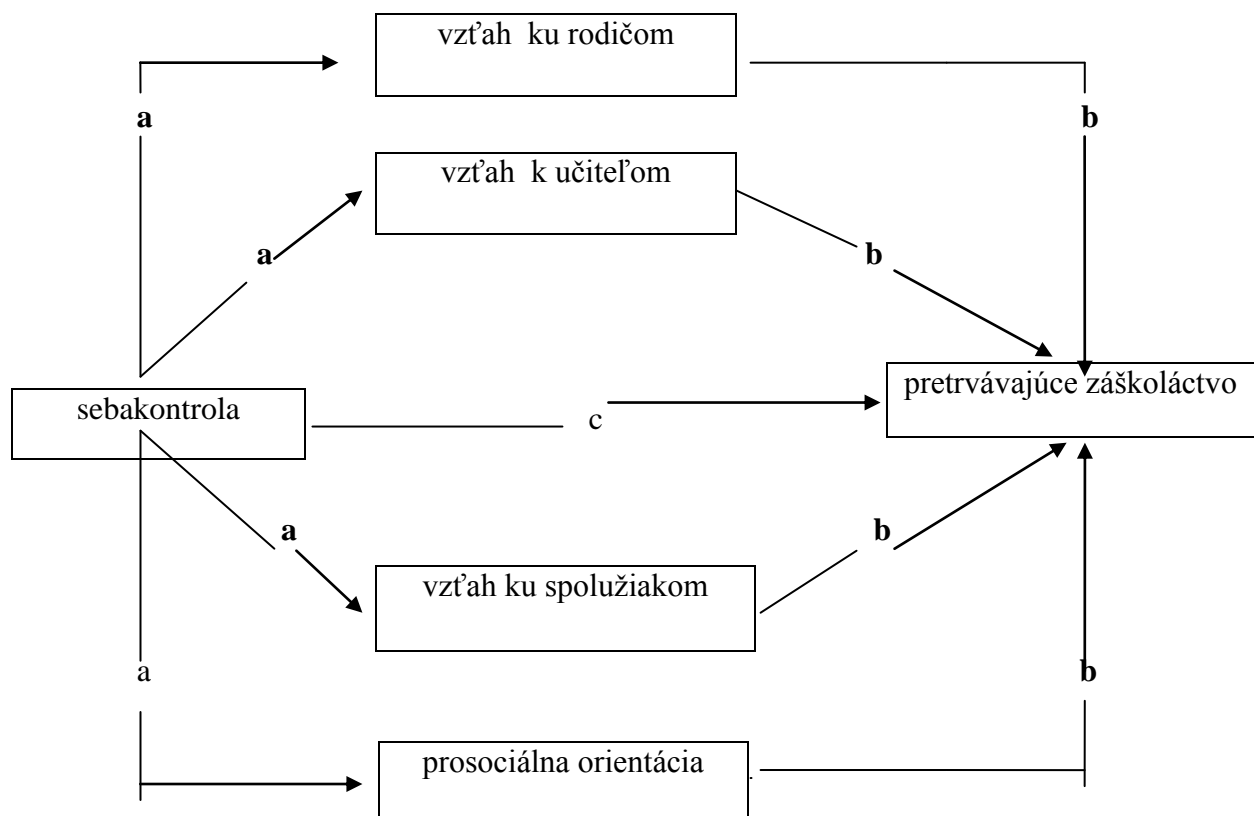 vzťah  ku rodičom
a
b
vzťah  k učiteľom
a
b
pretrvávajúce záškoláctvo
sebakontrola
c
a
b
vzťah ku spolužiakom
a
b
prosociálna orientácia